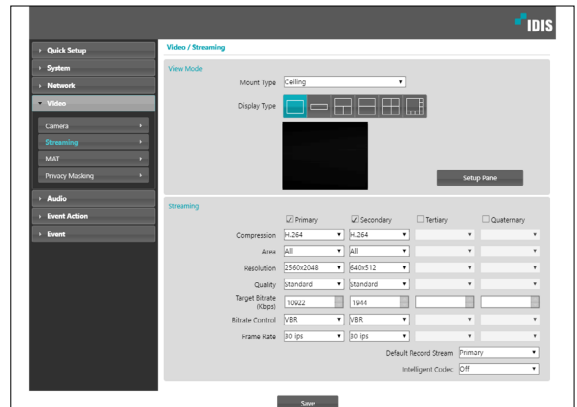 IDIS
Quick Setup
System
Network
Video
Camera
Streaming
MAT
Privacy Masking
Audio
Event Action
Event
Video / Streaming
View Mode
Mount Type Ceiling
Display Type
Setup Pane
Streaming
Primary Secondary Tertiary Quaternary
Compression H.264 H.264
Area All All
Resolution 2560x2048 640x512
Quality Standard Standard
Target Bitrate
(Kbps) 10922 1944
Bitrate Control VBR VBR
Frame Rate 30 ips 30 ips
Default Record Stream Primary
Intelligent Codec Off
Save